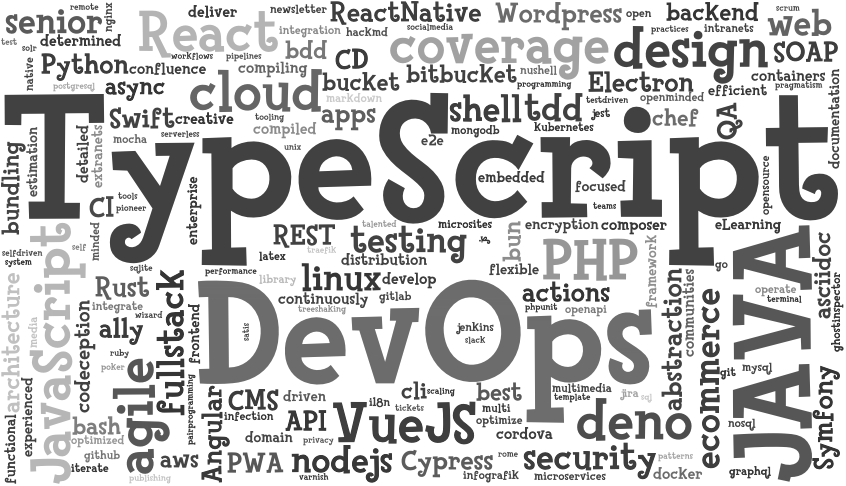 remote
newsletter
ReactNative
Wordpress
open
backend
scrum
senior
nginx
deliver
React
integration
hackmd
socialmedia
practices
intranets
web
test
solr
determined
bdd
CD
coverage
design
SOAP
workflows
pipelines
native
Python
confluence
compiling
bucket
bitbucket
nushell
programming
Electron
containers
postgresql
async
cloud
markdown
shell
tdd
testdriven
openminded
efficient
pragmatism
Swift
creative
tooling
apps
jest
chef
QA
documentation
TypeScript
serverless
compiled
mongodb
Kubernetes
mocha
e2e
unix
bundling
estimation
detailed
extranets
embedded
focused
opensource
CI
tools
pioneer
enterprise
teams
minded
REST
talented
microsites
encryption
composer
eLearning
testing
bun
PHP
JavaScript
self
selfdriven
system
latex
traefik
distribution
framework
JAVA
asciidoc
sqlite
performance
library
linux
develop
flexible
go
Rust
fullstack
continuously
gitlab
actions
abstraction
communities
operate
terminal
ghostinspector
architecture
integrate
treeshaking
phpunit
openapi
ecommerce
media
codeception
ally
wizard
frontend
satis
DevOps
jenkins
slack
ruby
poker
agile
git
mysql
Symfony
functional
experienced
pairprogramming
Angular
CMS
driven
i18n
cli
scaling
best
multimedia
template
jira
sql
infection
API
tickets
VueJS
multi
optimize
deno
nosql
bash
optimized
domain
privacy
cordova
github
iterate
aws
PWA
nodejs
Cypress
rome
security
patterns
docker
graphql
publishing
varnish
infografik
microservices